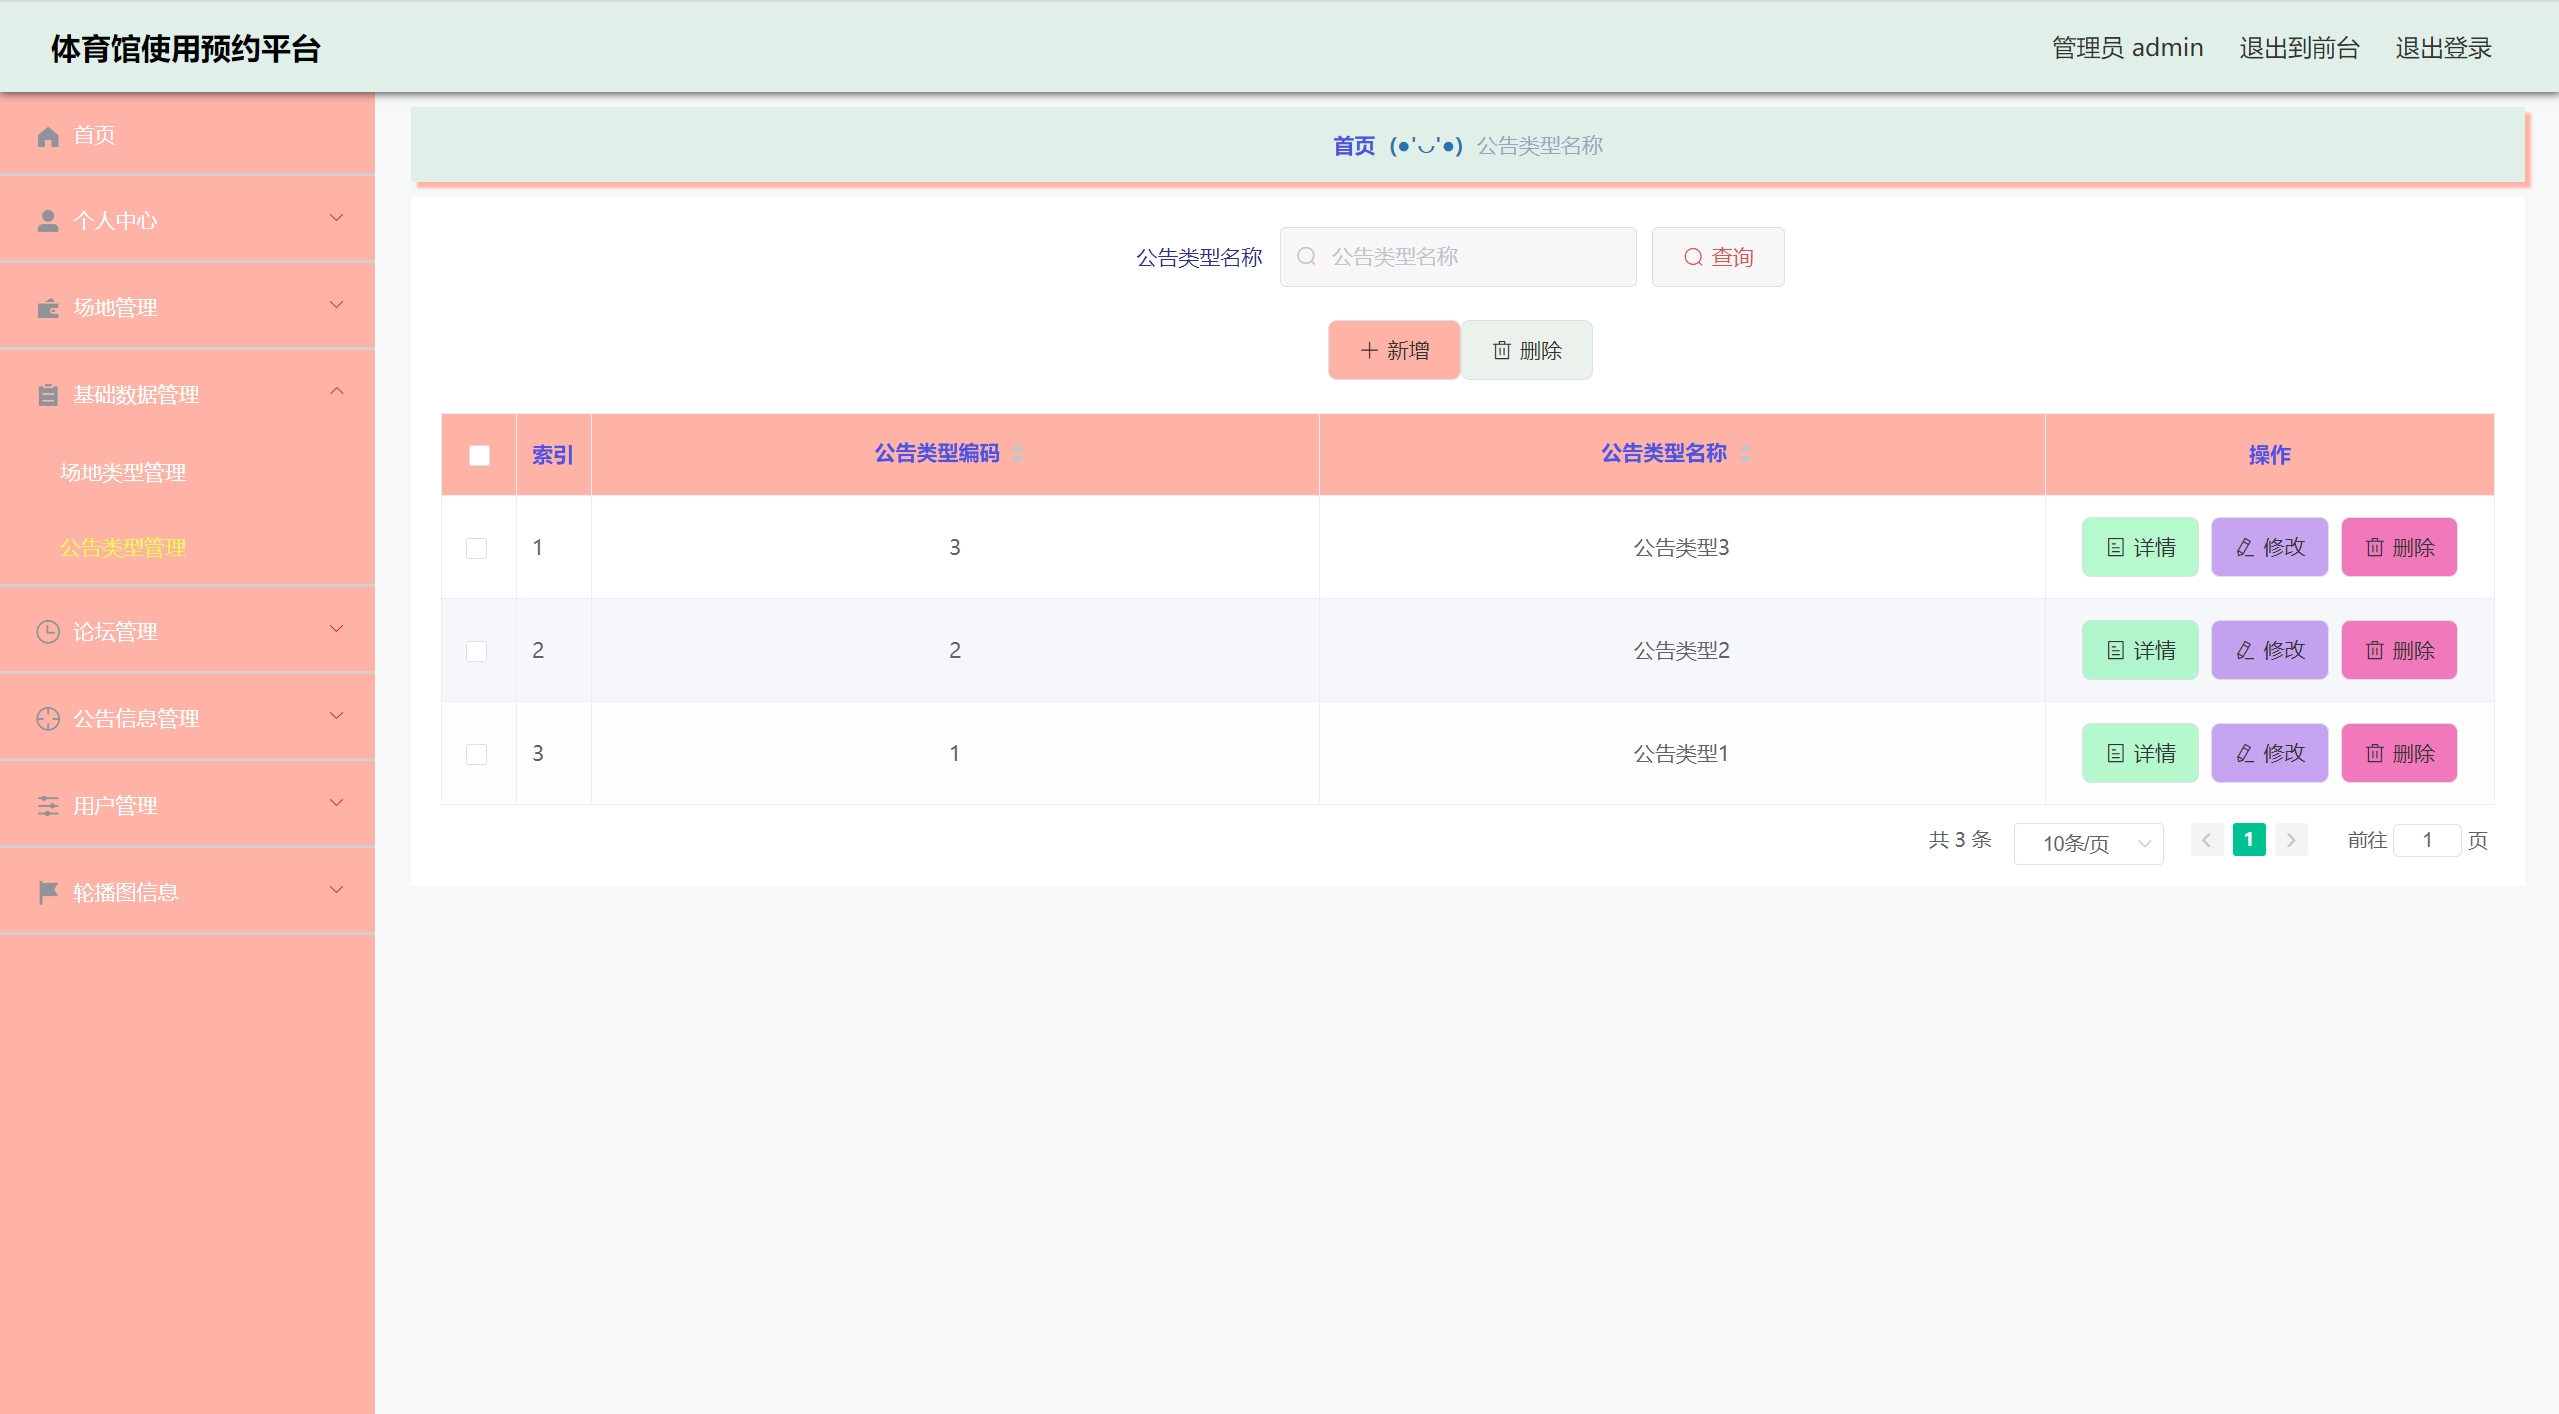 体育馆使用预约平台
管理员 admin 退出到前台 退出登录
首页
个人中心
场地管理
基础数据管理
场地类型管理
公告类型管理
论坛管理
公告信息管理
用户管理
轮播图信息
首页 (●'◡'●) 公告类型名称
公告类型名称 公告类型名称 查询
新增 删除
索引 公告类型编码 公告类型名称 操作
1 3 公告类型3 详情 修改 删除
2 2 公告类型2 详情 修改 删除
3 1 公告类型1 详情 修改 删除
共 3 条 10条/页 1 前往 1 页